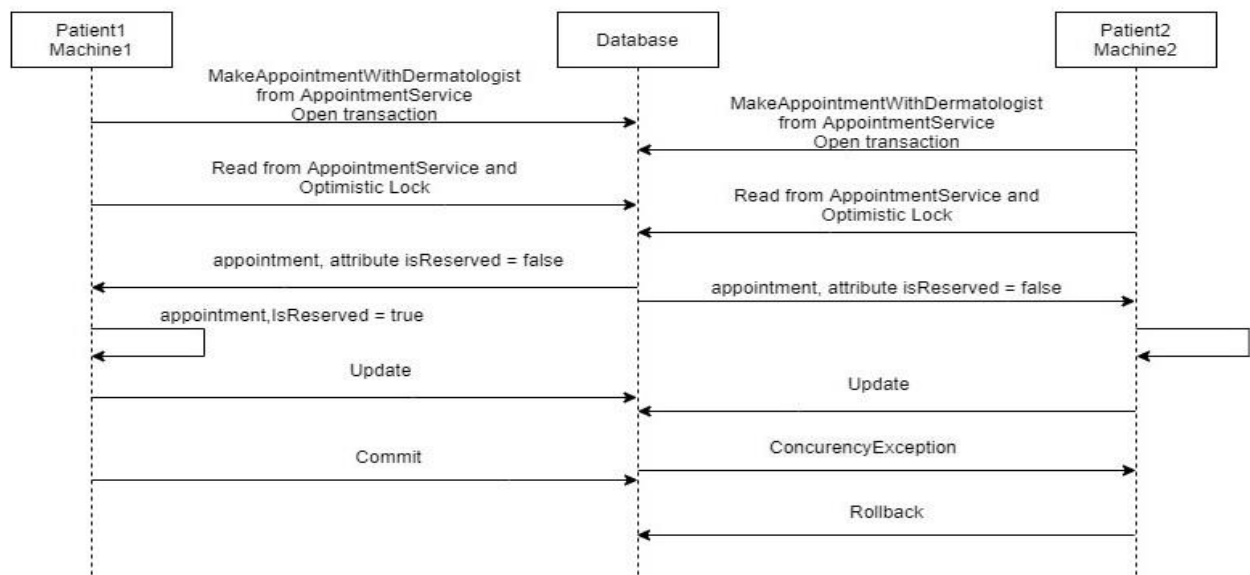 Patient1
Machine1
Database
Patient2
Machine2
MakeAppointmentWithDermatologist
from AppointmentService
Open transaction
MakeAppointmentWithDermatologist
from AppointmentService
Open transaction
Read from AppointmentService and
Optimistic Lock
Read from AppointmentService and
Optimistic Lock
appointment, attribute isReserved = false
appointment, attribute isReserved = false
appointment,IsReserved = true
Update
Update
ConcurencyException
Commit
Rollback